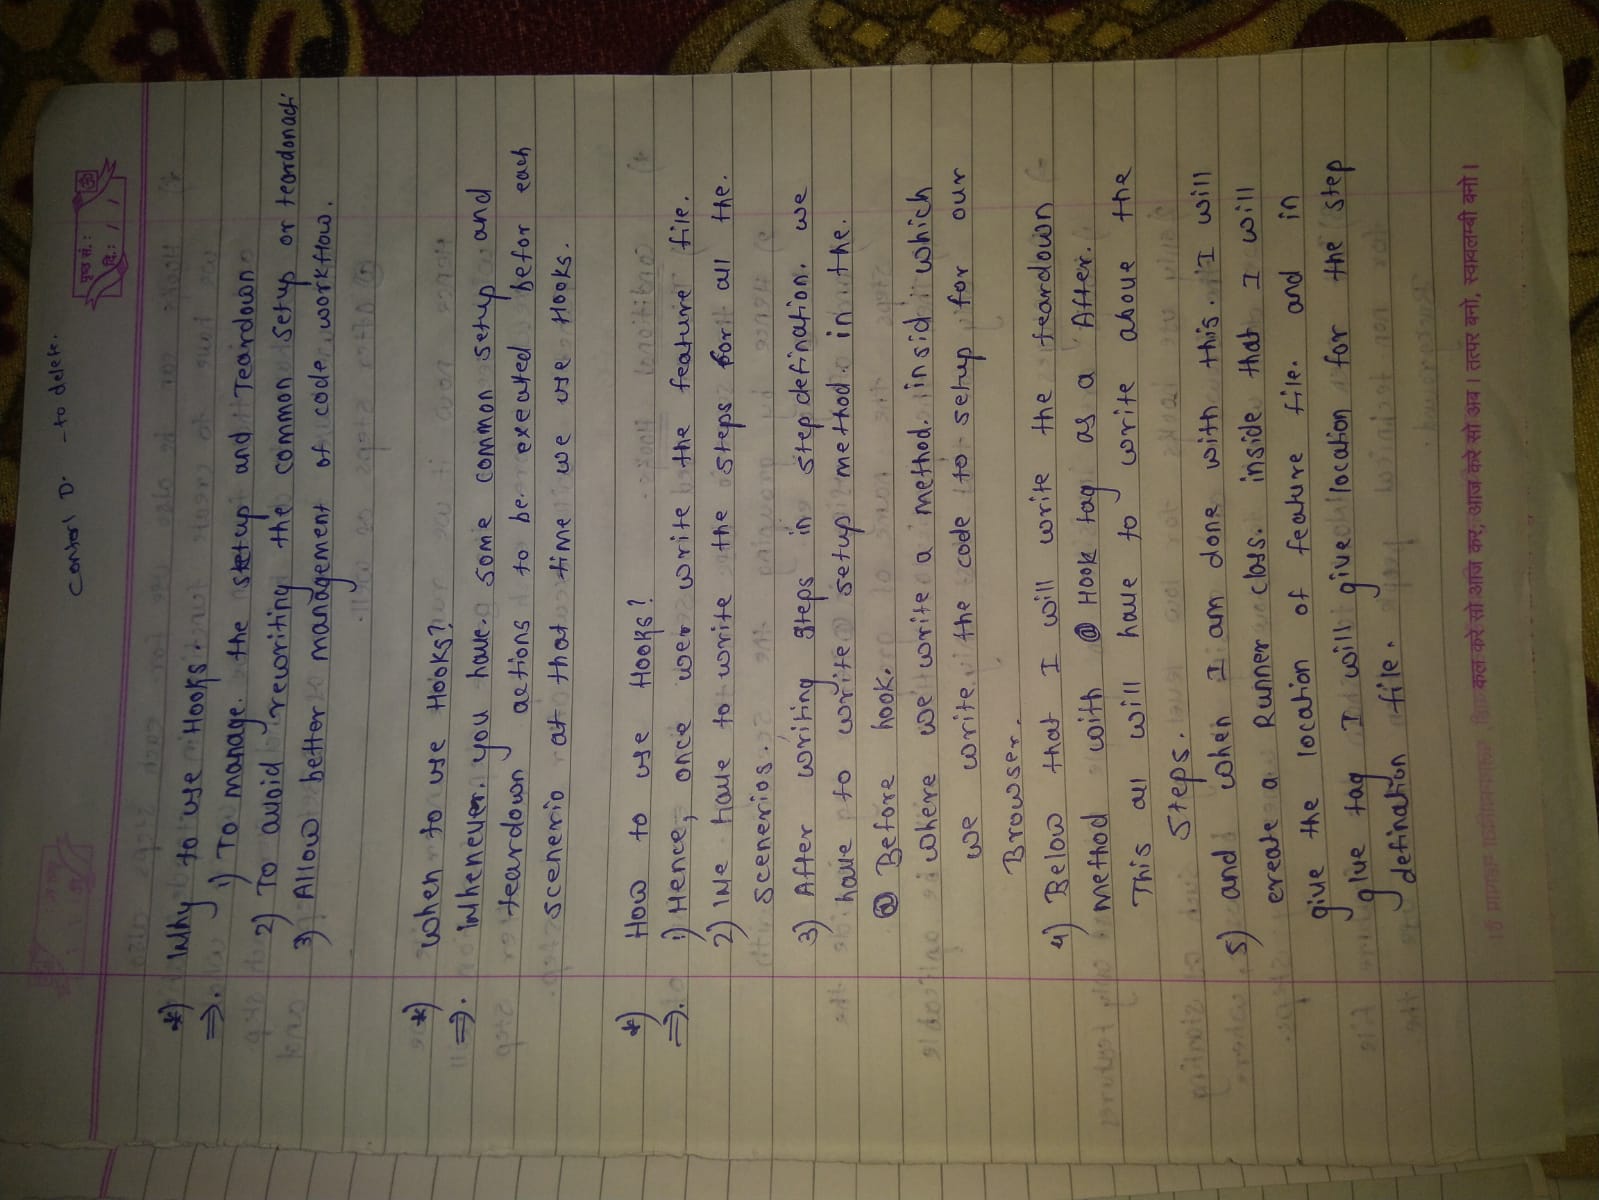 Contorl D. - to delete.
पृष्ठ सं. :
ॐ
दि.: / /
*) Why to use Hooks.
⇒. 1) To manage. the setup and Teardown
2) To avoid rewriting the common setup or teardonacti
3) Allow better management of code workflow.
*) When to use Hooks?
⇒. Whenever. you have. some common setup and
teardown actions to be. exeated befor each
scenerio at that time we use Hooks.
*) How to use Hooks?
⇒. 1) Hence, once wer write the feature file.
2) We have to write the steps for all the.
scenerios.
3) After writing steps in step defination. we
have to write setup method. in the.
@ Before hook.
where we write a method. insid which
we write the code to setup for our
Browser.
4) Below that I will write the teardown
method with @ Hook tag as a After.
This all will have to write above the
steps.
5) and when I am done with this. I will
create a Runner class. inside that I will
give the location of feature file. and in
glue tag I will give location for the step
defination file.
कल करे सो आज कर, आज करे सो अब। तत्पर बनो, स्वावलम्बी बनो।